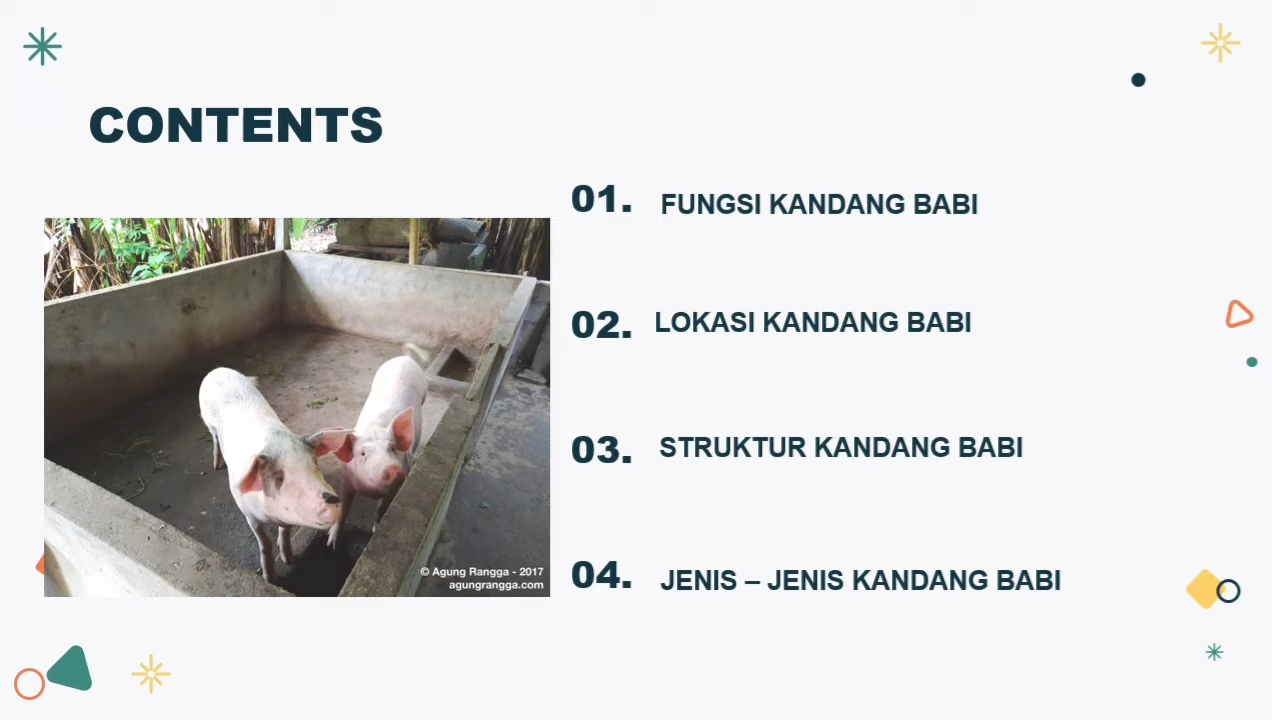 CONTENTS
01. FUNGSI KANDANG BABI
02. LOKASI KANDANG BABI
03. STRUKTUR KANDANG BABI
04. JENIS – JENIS KANDANG BABI
© Agung Rangga - 2017
agungrangga.com